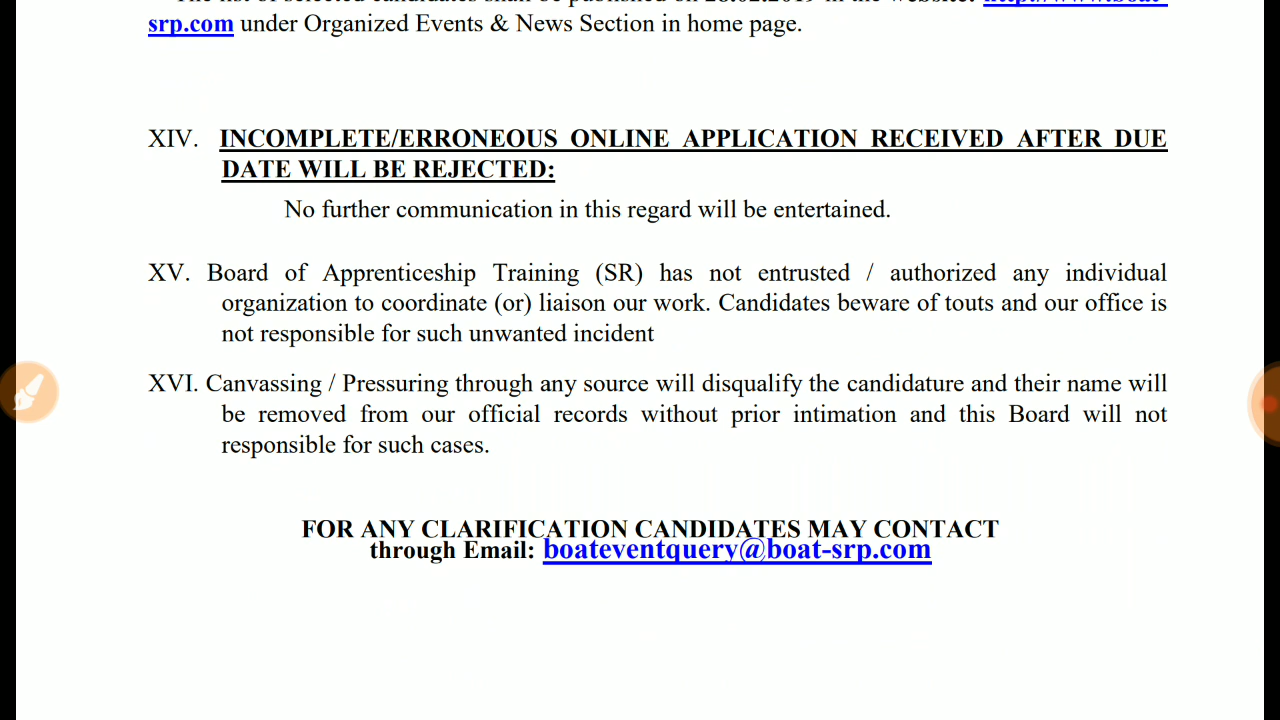 srp.com under Organized Events & News Section in home page.
XIV. INCOMPLETE/ERRONEOUS ONLINE APPLICATION RECEIVED AFTER DUE
DATE WILL BE REJECTED:
No further communication in this regard will be entertained.
XV. Board of Apprenticeship Training (SR) has not entrusted / authorized any individual
organization to coordinate (or) liaison our work. Candidates beware of touts and our office is
not responsible for such unwanted incident
XVI. Canvassing / Pressuring through any source will disqualify the candidature and their name will
be removed from our official records without prior intimation and this Board will not
responsible for such cases.
FOR ANY CLARIFICATION CANDIDATES MAY CONTACT
through Email: boateventquery@boat-srp.com